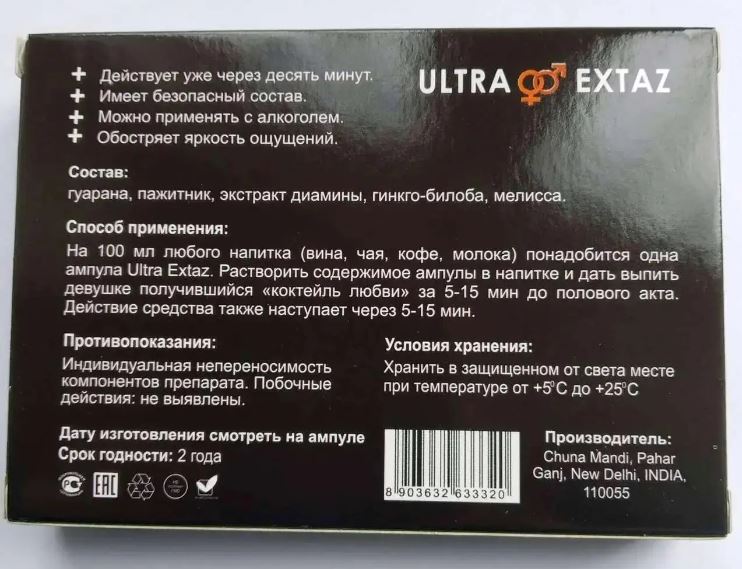 + Действует уже через десять минут.
+ Имеет безопасный состав.
+ Можно применять с алкоголем.
+ Обостряет яркость ощущений.
ULTRA EXTAZ
Состав:
гуарана, пажитник, экстракт диамины, гинкго-билоба, мелисса.
Способ применения:
На 100 мл любого напитка (вина, чая, кофе, молока) понадобится одна
ампула Ultra Extaz. Растворить содержимое ампулы в напитке и дать выпить
девушке получившийся «коктейль любви» за 5-15 мин до полового акта.
Действие средства также наступает через 5-15 мин.
Противопоказания:
Индивидуальная непереносимость
компонентов препарата. Побочные
действия: не выявлены.
Условия хранения:
Хранить в защищенном от света месте
при температуре от +5°С до +25°С
Дату изготовления смотреть на ампуле
Срок годности: 2 года
EAC
8 903632 633320
Производитель:
Chuna Mandi, Pahar
Ganj, New Delhi, INDIA,
110055